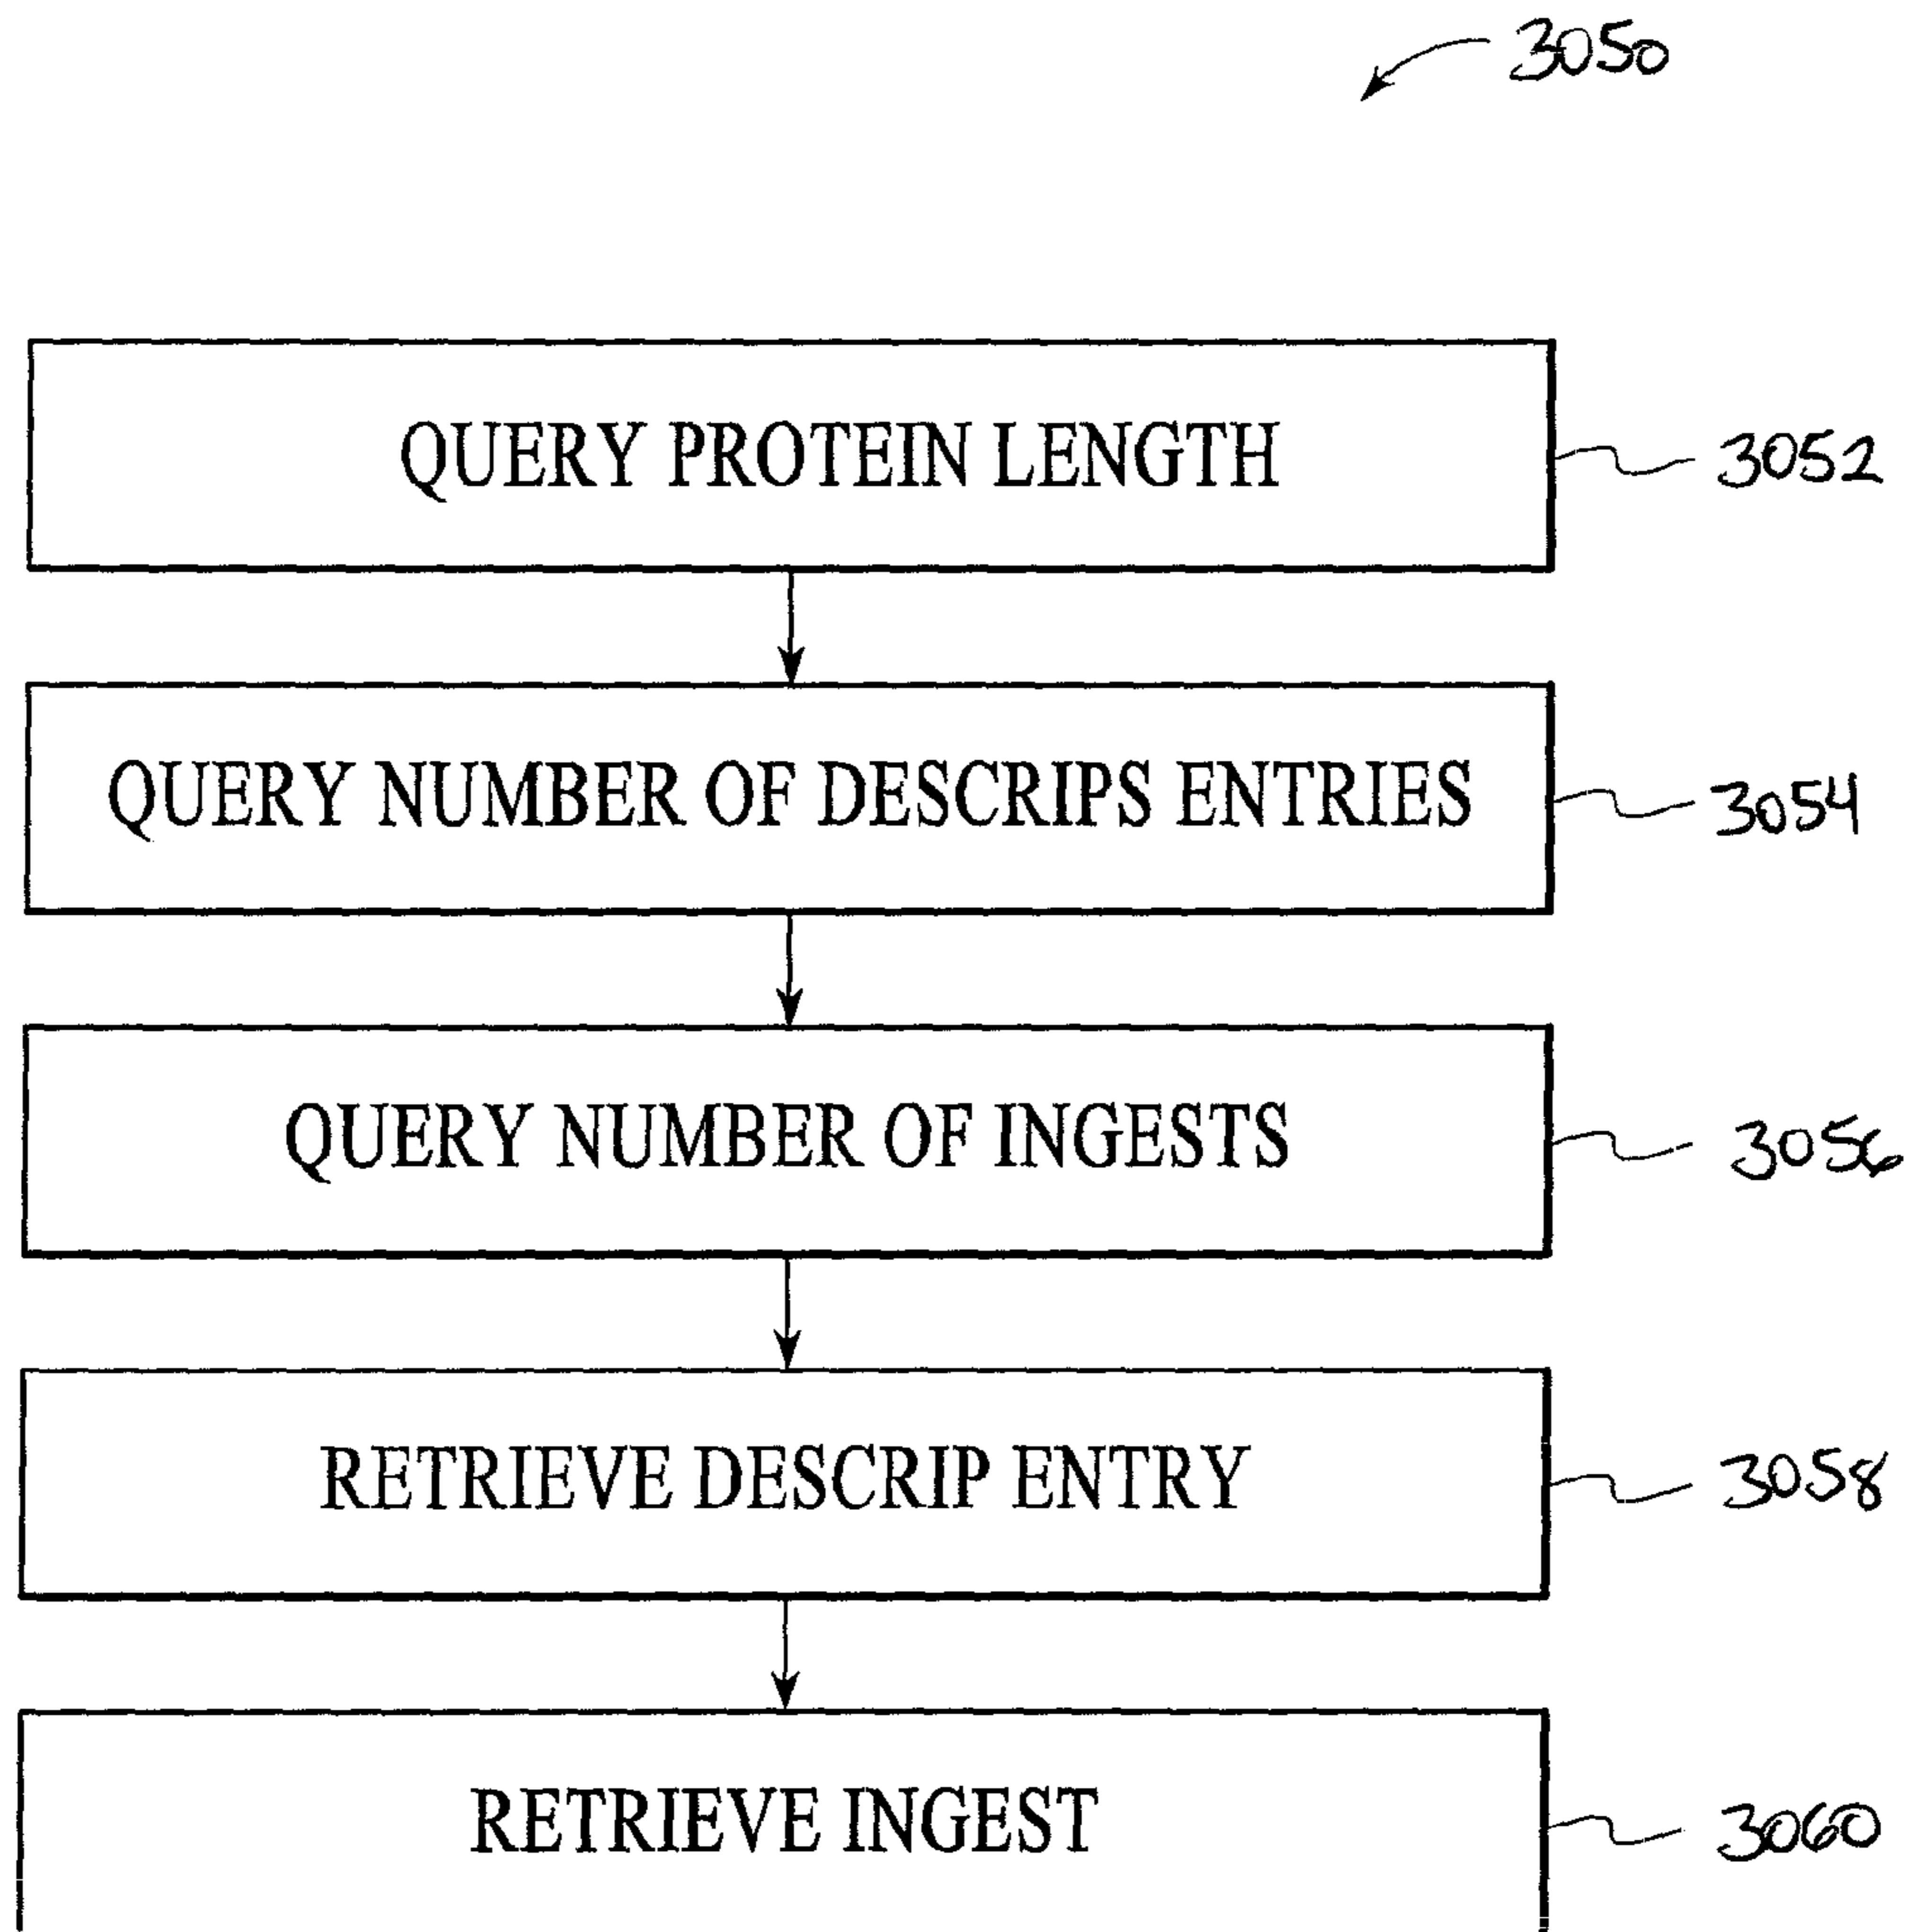 3050
QUERY PROTEIN LENGTH
3052
QUERY NUMBER OF DESCRIPS ENTRIES
3054
QUERY NUMBER OF INGESTS
3056
RETRIEVE DESCRIP ENTRY
3058
RETRIEVE INGEST
3060